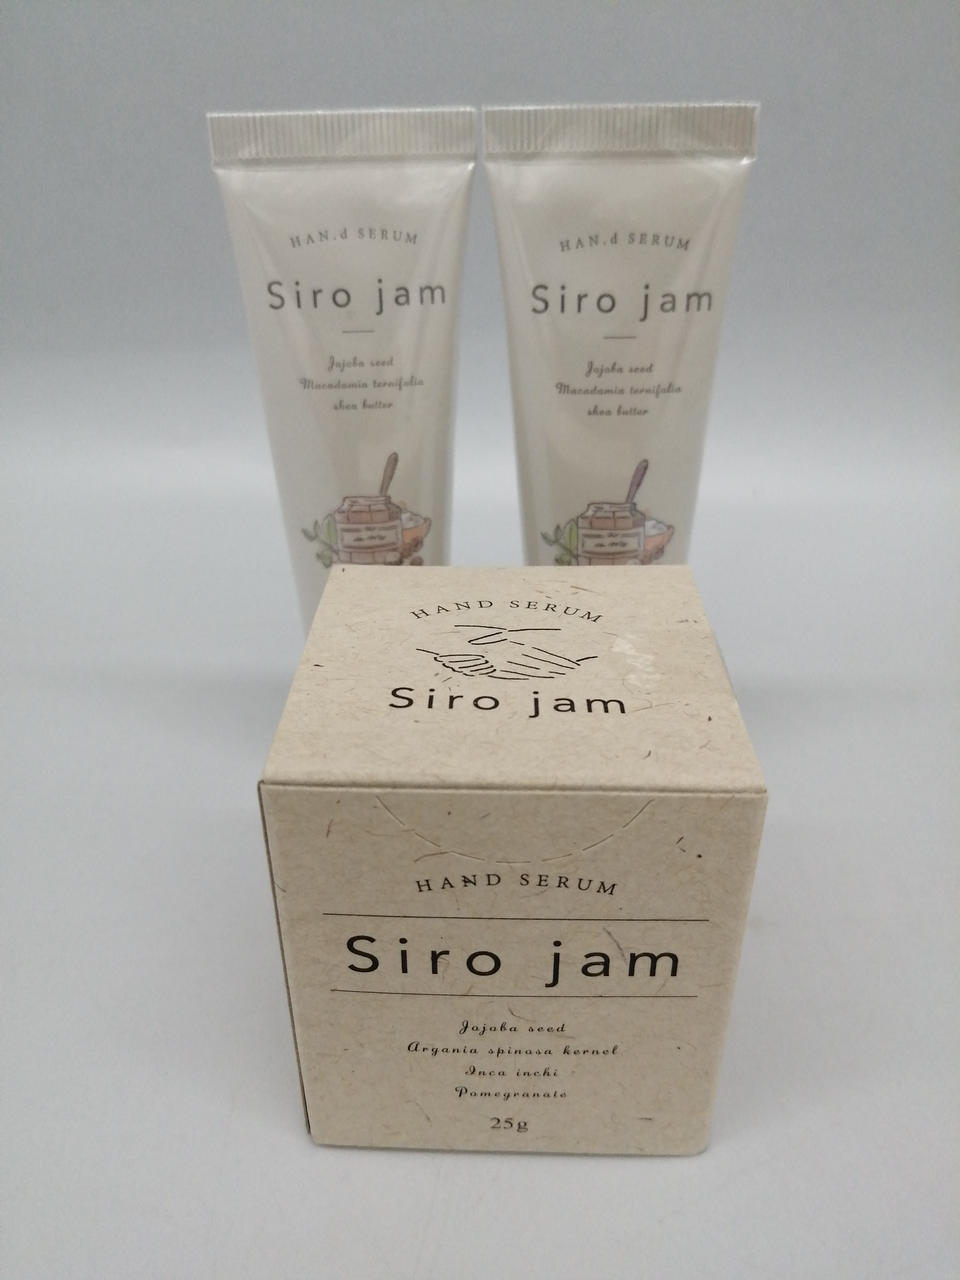 HAN.d SERUM
Siro jam
Jojoba seed
Macadamia ternifolia
shea butter
HAN.d SERUM
Siro jam
Jojoba seed
Macadamia ternifolia
shea butter
HAND SERUM
Siro jam
HAND SERUM
Siro jam
Jojoba seed
Argania spinosa kernel
Inca inchi
Pomegranate
25g